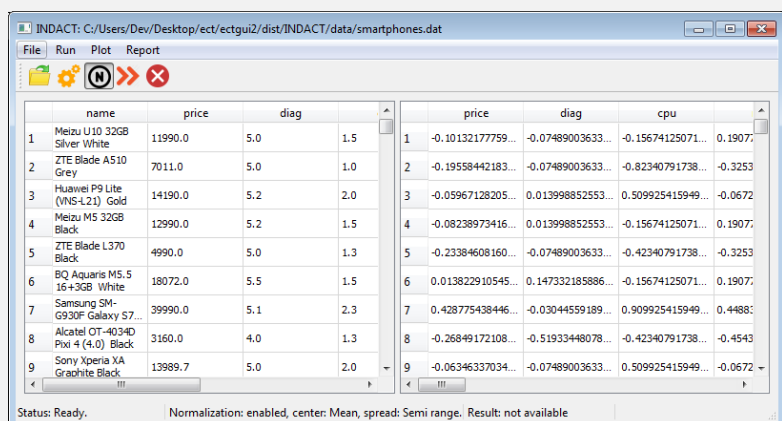 INDACT: C:/Users/Dev/Desktop/ect/ectgui2/dist/INDACT/data/smartphones.dat
File Run Plot Report
N
name price diag
1 Meizu U10 32GB Silver White 11990.0 5.0 1.5
2 ZTE Blade A510 Grey 7011.0 5.0 1.0
3 Huawei P9 Lite (VNS-L21) Gold 14190.0 5.2 2.0
4 Meizu M5 32GB Black 12990.0 5.2 1.5
5 ZTE Blade L370 Black 4990.0 5.0 1.3
6 BQ Aquaris M5.5 16+3GB White 18072.0 5.5 1.5
7 Samsung SM-G930F Galaxy S7... 39990.0 5.1 2.3
8 Alcatel OT-4034D Pixi 4 (4.0) Black 3160.0 4.0 1.3
9 Sony Xperia XA Graphite Black 13989.7 5.0 2.0
price diag cpu
1 -0.10132177759... -0.07489003633... -0.15674125071... 0.1907
2 -0.19558442183... -0.07489003633... -0.82340791738... -0.3253
3 -0.05967128205... 0.013998852553... 0.509925415949... -0.0672
4 -0.08238973416... 0.013998852553... -0.15674125071... 0.1907
5 -0.23384608160... -0.07489003633... -0.42340791738... -0.3253
6 0.013822910545... 0.147332185886... -0.15674125071... 0.1907
7 0.428775438446... -0.03044559189... 0.909925415949... 0.4488
8 -0.26849172108... -0.51933448078... -0.42340791738... -0.4543
9 -0.06346337034... -0.07489003633... 0.509925415949... -0.0672
Status: Ready. Normalization: enabled, center: Mean, spread: Semi range. Result: not available